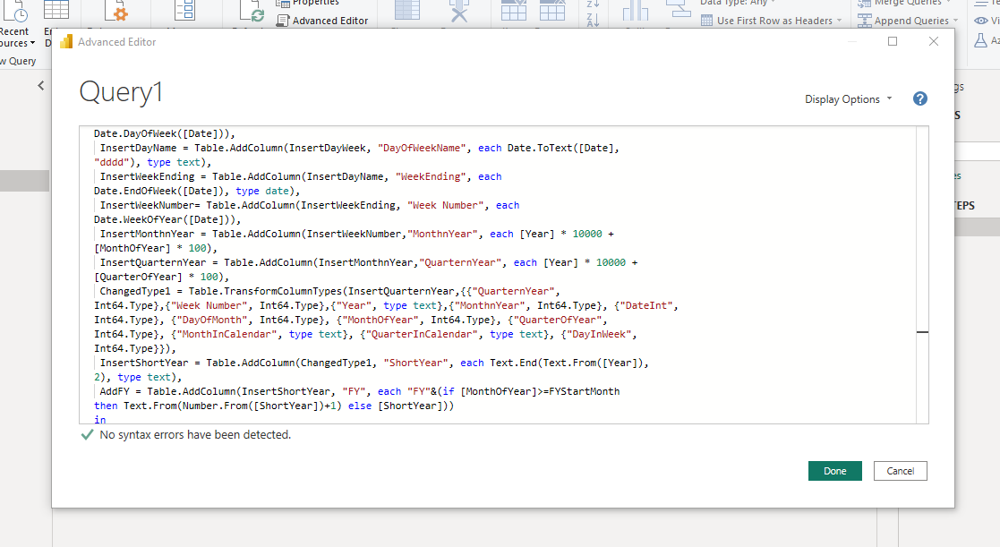 Properties
Advanced Editor
Recent
Sources
Data Type: Any
Use First Row as Headers
Merge Queries
Append Queries
w Query
Advanced Editor
Query1
Display Options
?
Date.DayOfWeek([Date])),
InsertDayName = Table.AddColumn(InsertDayWeek, "DayOfWeekName", each Date.ToText([Date],
"dddd"), type text),
InsertWeekEnding = Table.AddColumn(InsertDayName, "WeekEnding", each
Date.EndOfWeek([Date]), type date),
InsertWeekNumber= Table.AddColumn(InsertWeekEnding, "Week Number", each
Date.WeekOfYear([Date])),
InsertMonthnYear = Table.AddColumn(InsertWeekNumber,"MonthnYear", each [Year] * 10000 +
[MonthOfYear] * 100),
InsertQuarternYear = Table.AddColumn(InsertMonthnYear,"QuarternYear", each [Year] * 10000 +
[QuarterOfYear] * 100),
ChangedType1 = Table.TransformColumnTypes(InsertQuarternYear,{{"QuarternYear",
Int64.Type},{"Week Number", Int64.Type},{"Year", type text},{"MonthnYear", Int64.Type}, {"DateInt",
Int64.Type}, {"DayOfMonth", Int64.Type}, {"MonthOfYear", Int64.Type}, {"QuarterOfYear",
Int64.Type}, {"MonthInCalendar", type text}, {"QuarterInCalendar", type text}, {"DayInWeek",
Int64.Type}}),
InsertShortYear = Table.AddColumn(ChangedType1, "ShortYear", each Text.End(Text.From([Year]),
2), type text),
AddFY = Table.AddColumn(InsertShortYear, "FY", each "FY"&(if [MonthOfYear]>=FYStartMonth
then Text.From(Number.From([ShortYear])+1) else [ShortYear]))
in
No syntax errors have been detected.
Done
Cancel
gs
S
es
TEPS